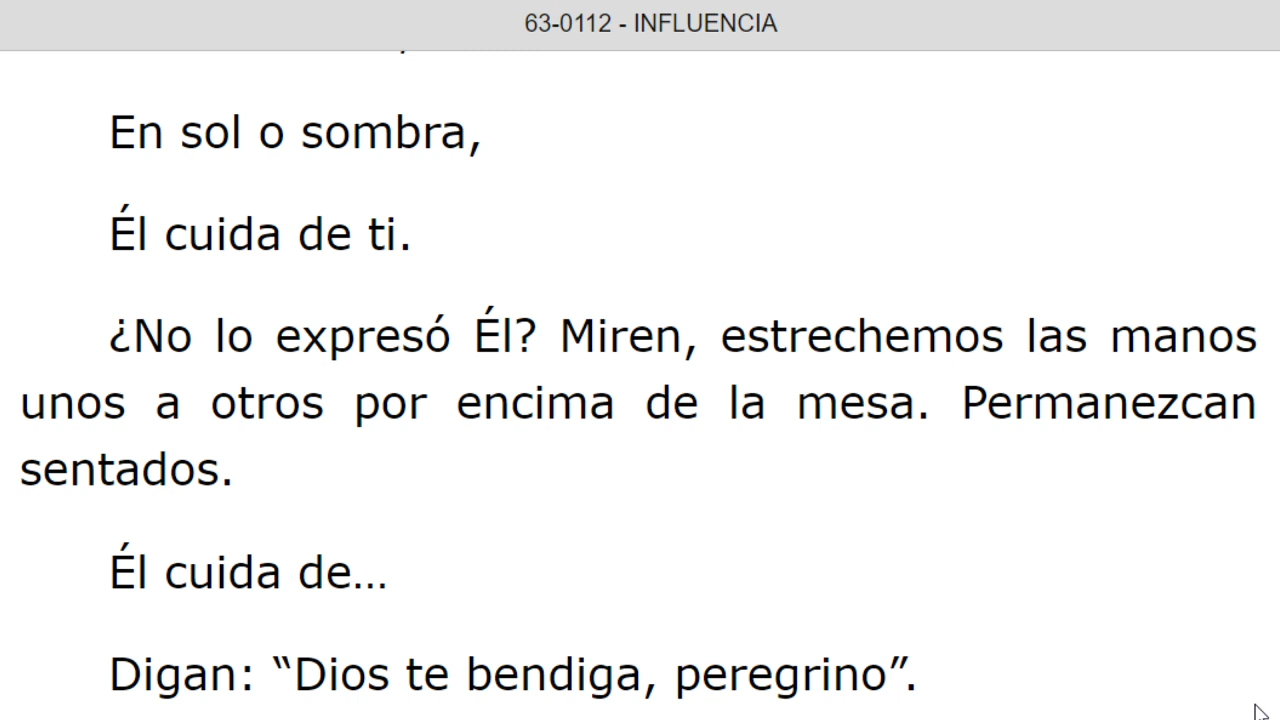 63-0112 - INFLUENCIA
En sol o sombra,
Él cuida de ti.
¿No lo expresó Él? Miren, estrechemos las manos
unos a otros por encima de la mesa. Permanezcan
sentados.
Él cuida de…
Digan: “Dios te bendiga, peregrino”.